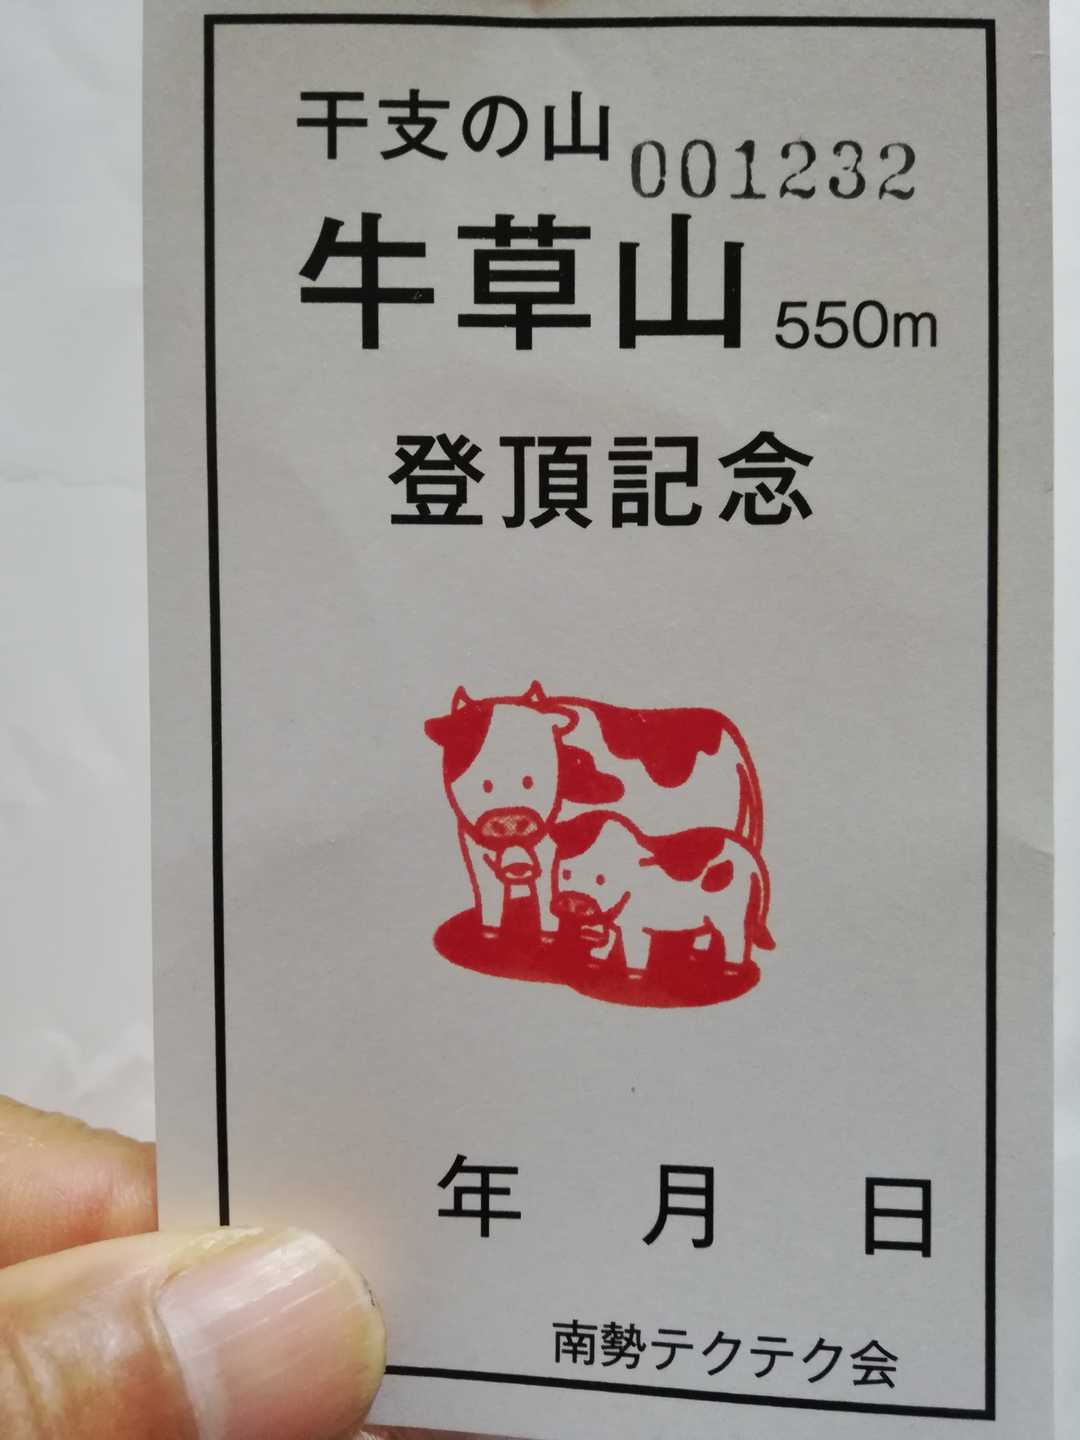 干支の山
001232
牛草山 550m
登頂記念
年 月 日
南勢テクテク会